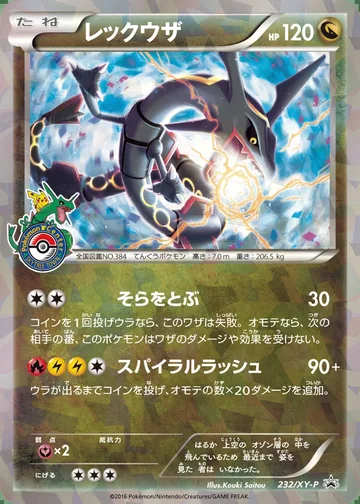 たね
レックウザ
HP 120
Pokémon Center
全国図鑑NO.384 てんくうポケモン 高さ:7.0m 重さ:206.5kg
そらをとぶ 30
コインを1回投げウラなら、このワザは失敗。オモテなら、次の
相手の番、このポケモンはワザのダメージや効果を受けない。
スパイラルラッシュ 90+
ウラが出るまでコインを投げ、オモテの数×20ダメージを追加。
弱点 抵抗力
×2
にげる
はるか 上空の オゾン層の 中を
飛んでいるため 最近まで 姿を
見た 者は いなかった。
Illus.Kouki Saitou 232/XY-P PROMO
©2016 Pokémon/Nintendo/Creatures/GAME FREAK.